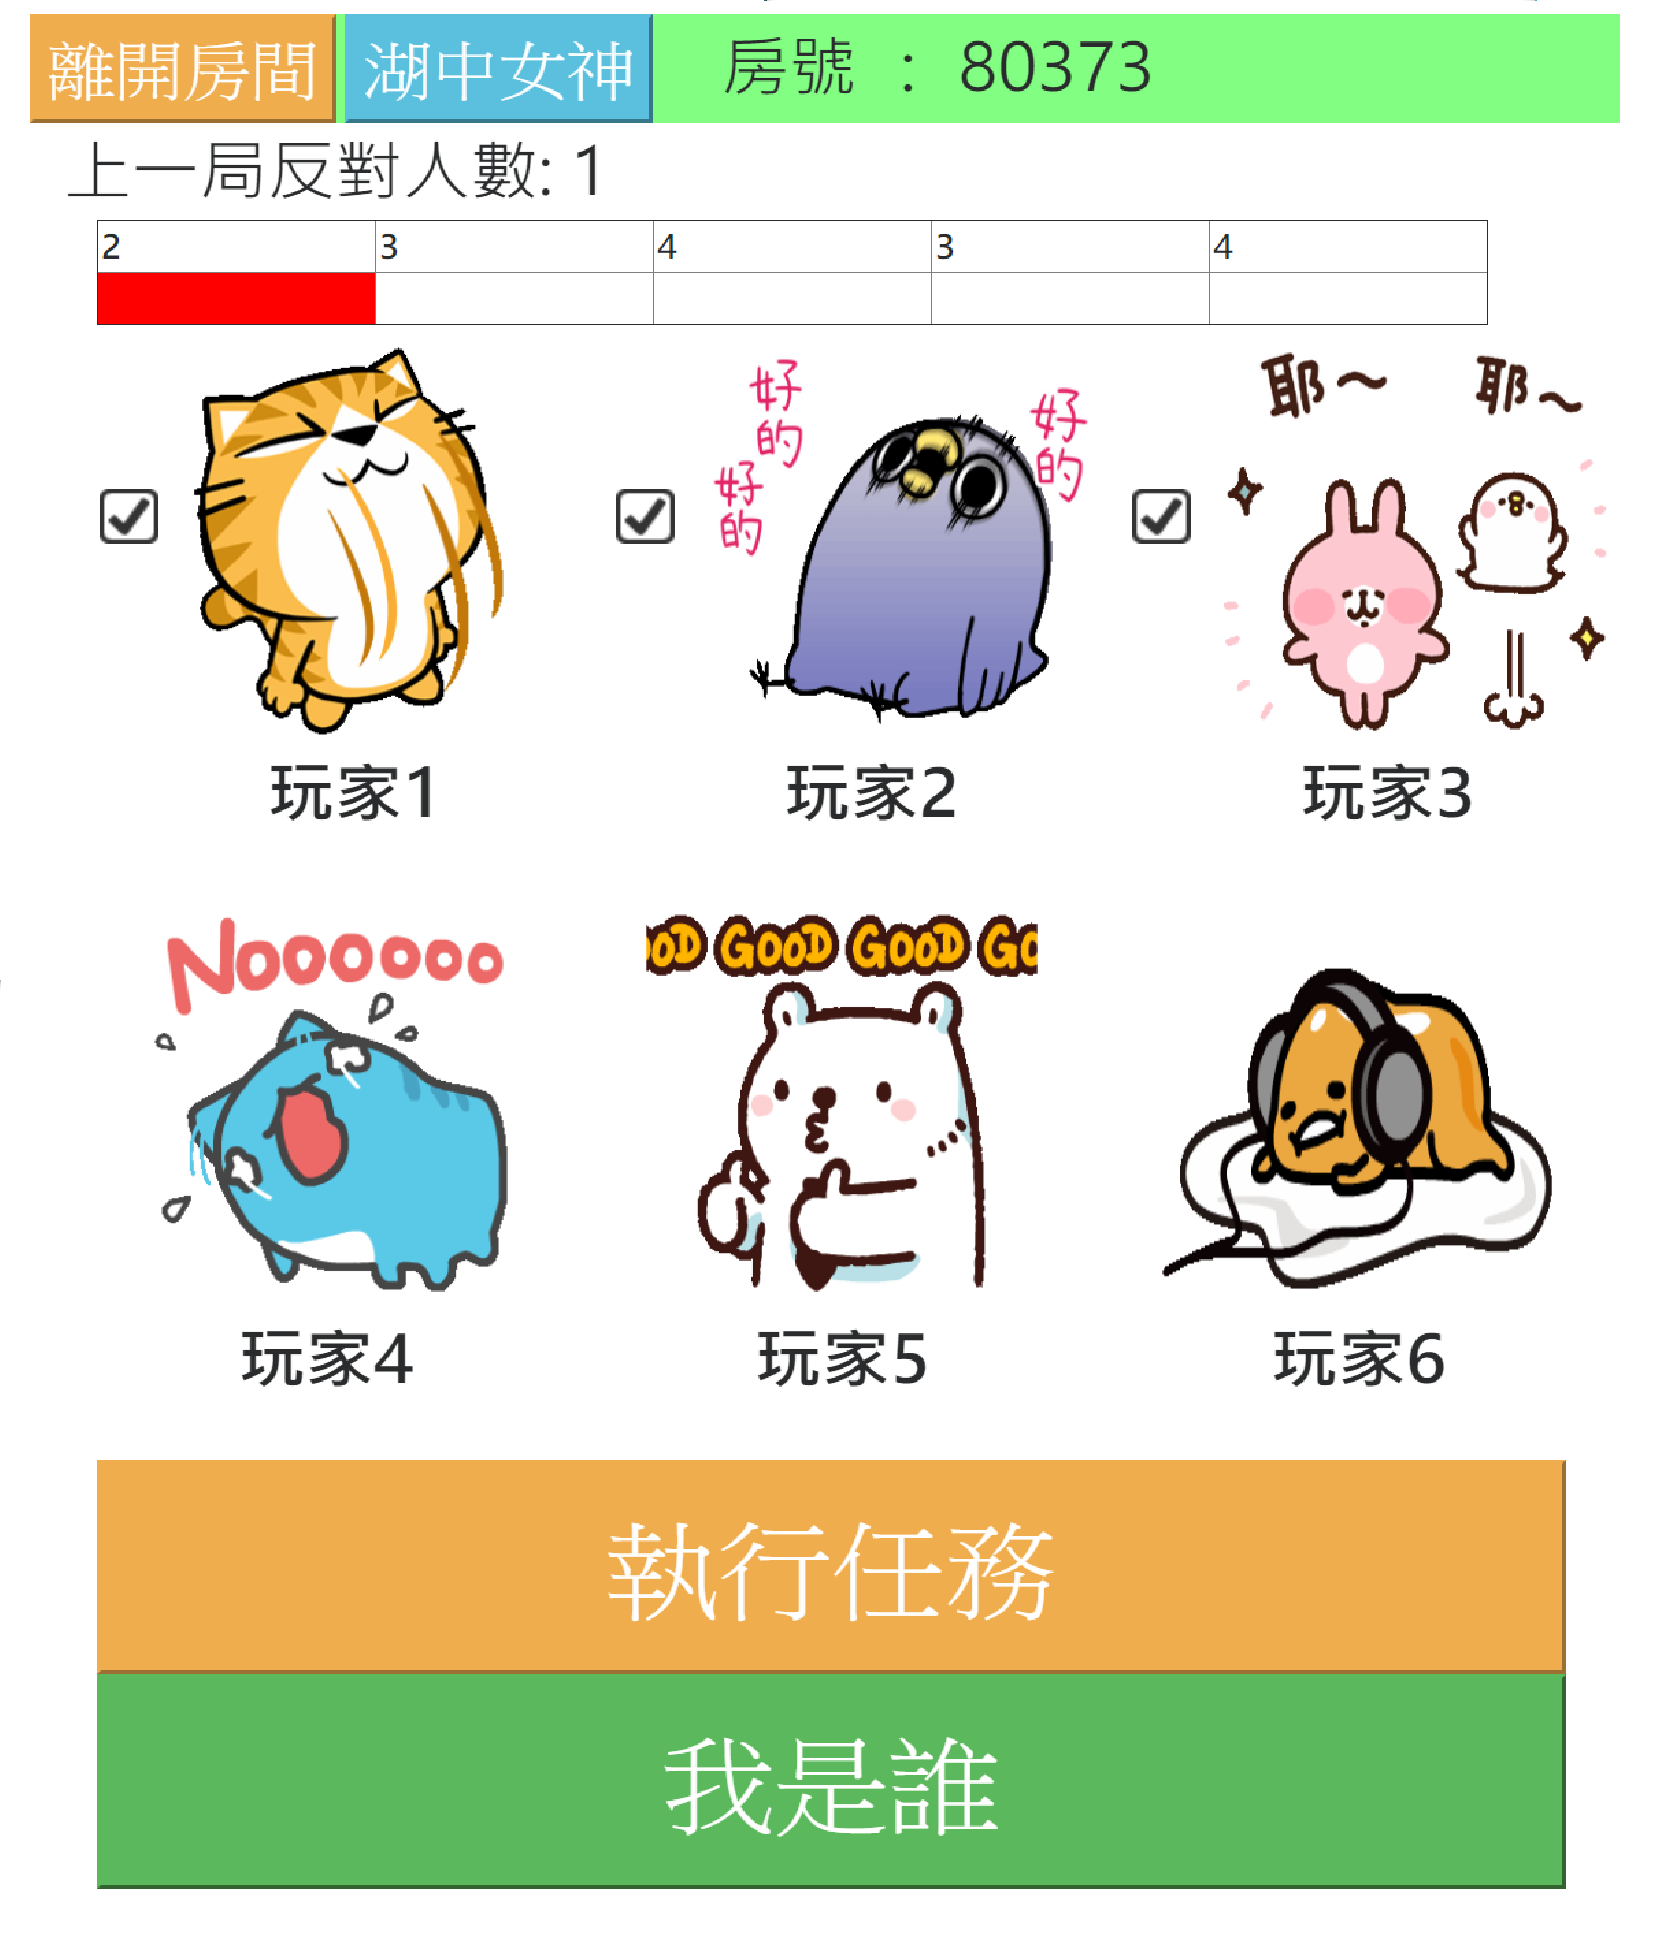 離開房間 湖中女神 房號 : 80373
上一局反對人數: 1
2 3 4 3 4
好的 好的 好的 耶~ 耶~
玩家1 玩家2 玩家3
Noooooo OOD GOOD GOOD GO
玩家4 玩家5 玩家6
執行任務
我是誰